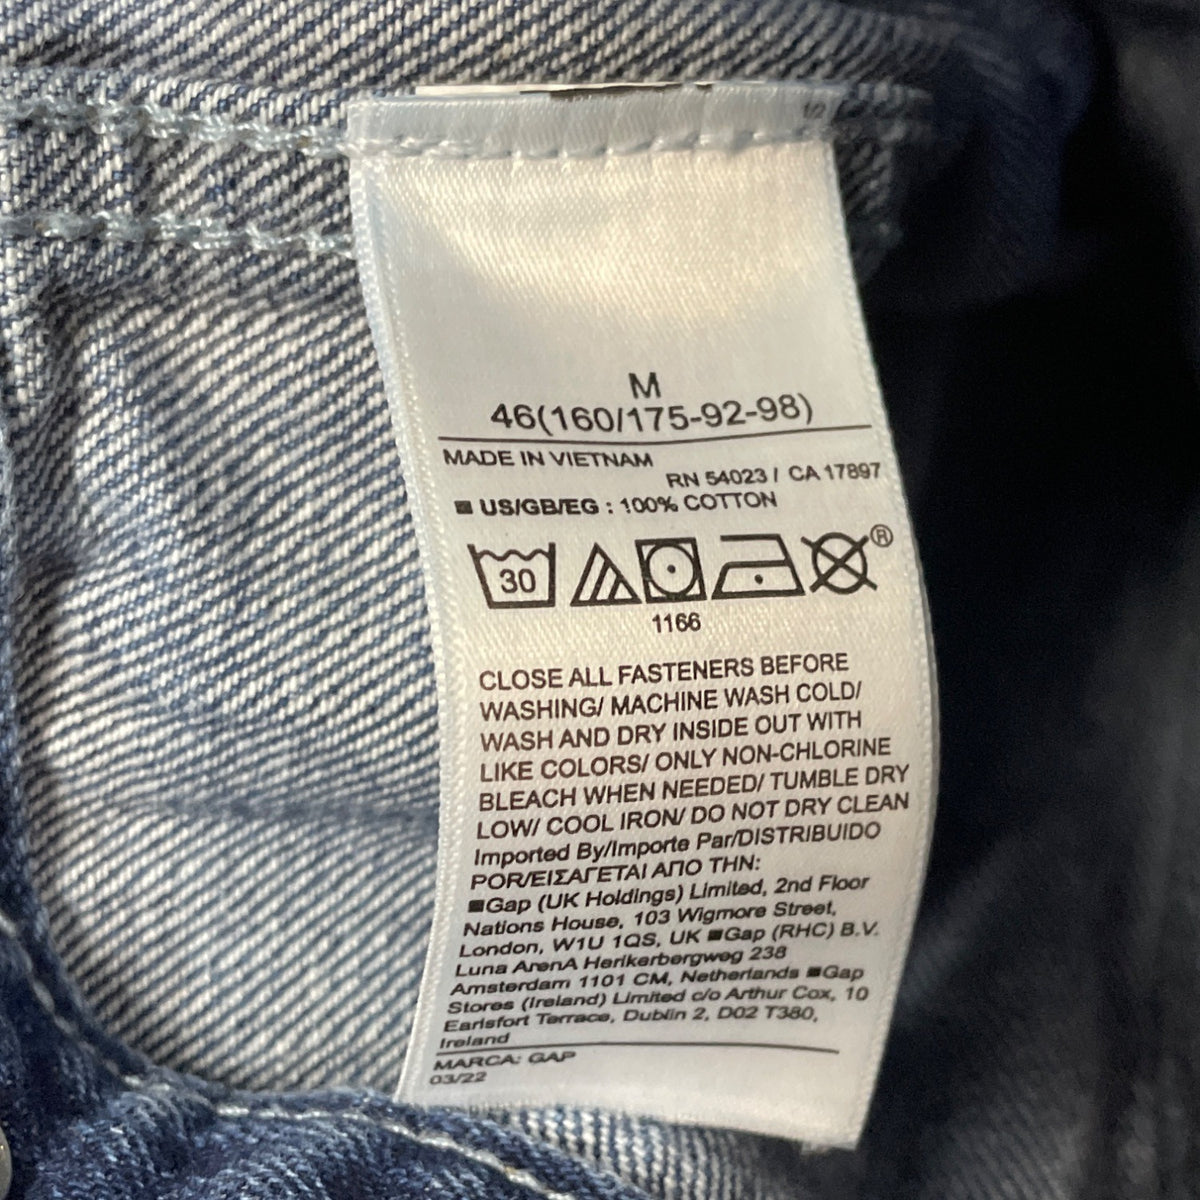 M
46(160/175-92-98)
MADE IN VIETNAM
RN 54023 / CA 17897
■ US/GB/EG : 100% COTTON
30
®
1166
CLOSE ALL FASTENERS BEFORE
WASHING/ MACHINE WASH COLD/
WASH AND DRY INSIDE OUT WITH
LIKE COLORS/ ONLY NON-CHLORINE
BLEACH WHEN NEEDED/ TUMBLE DRY
LOW/ COOL IRON/ DO NOT DRY CLEAN
Imported By/Importe Par/DISTRIBUIDO
POR/ΕΙΣΑΓΕΤΑΙ ΑΠΟ ΤΗΝ:
■Gap (UK Holdings) Limited, 2nd Floor
Nations House, 103 Wigmore Street,
London, W1U 1QS, UK ■Gap (RHC) B.V.
Luna ArenA Herikerbergweg 238
Amsterdam 1101 CM, Netherlands ■Gap
Stores (Ireland) Limited c/o Arthur Cox, 10
Earlsfort Terrace, Dublin 2, D02 T380,
Ireland
MARCA: GAP
03/22